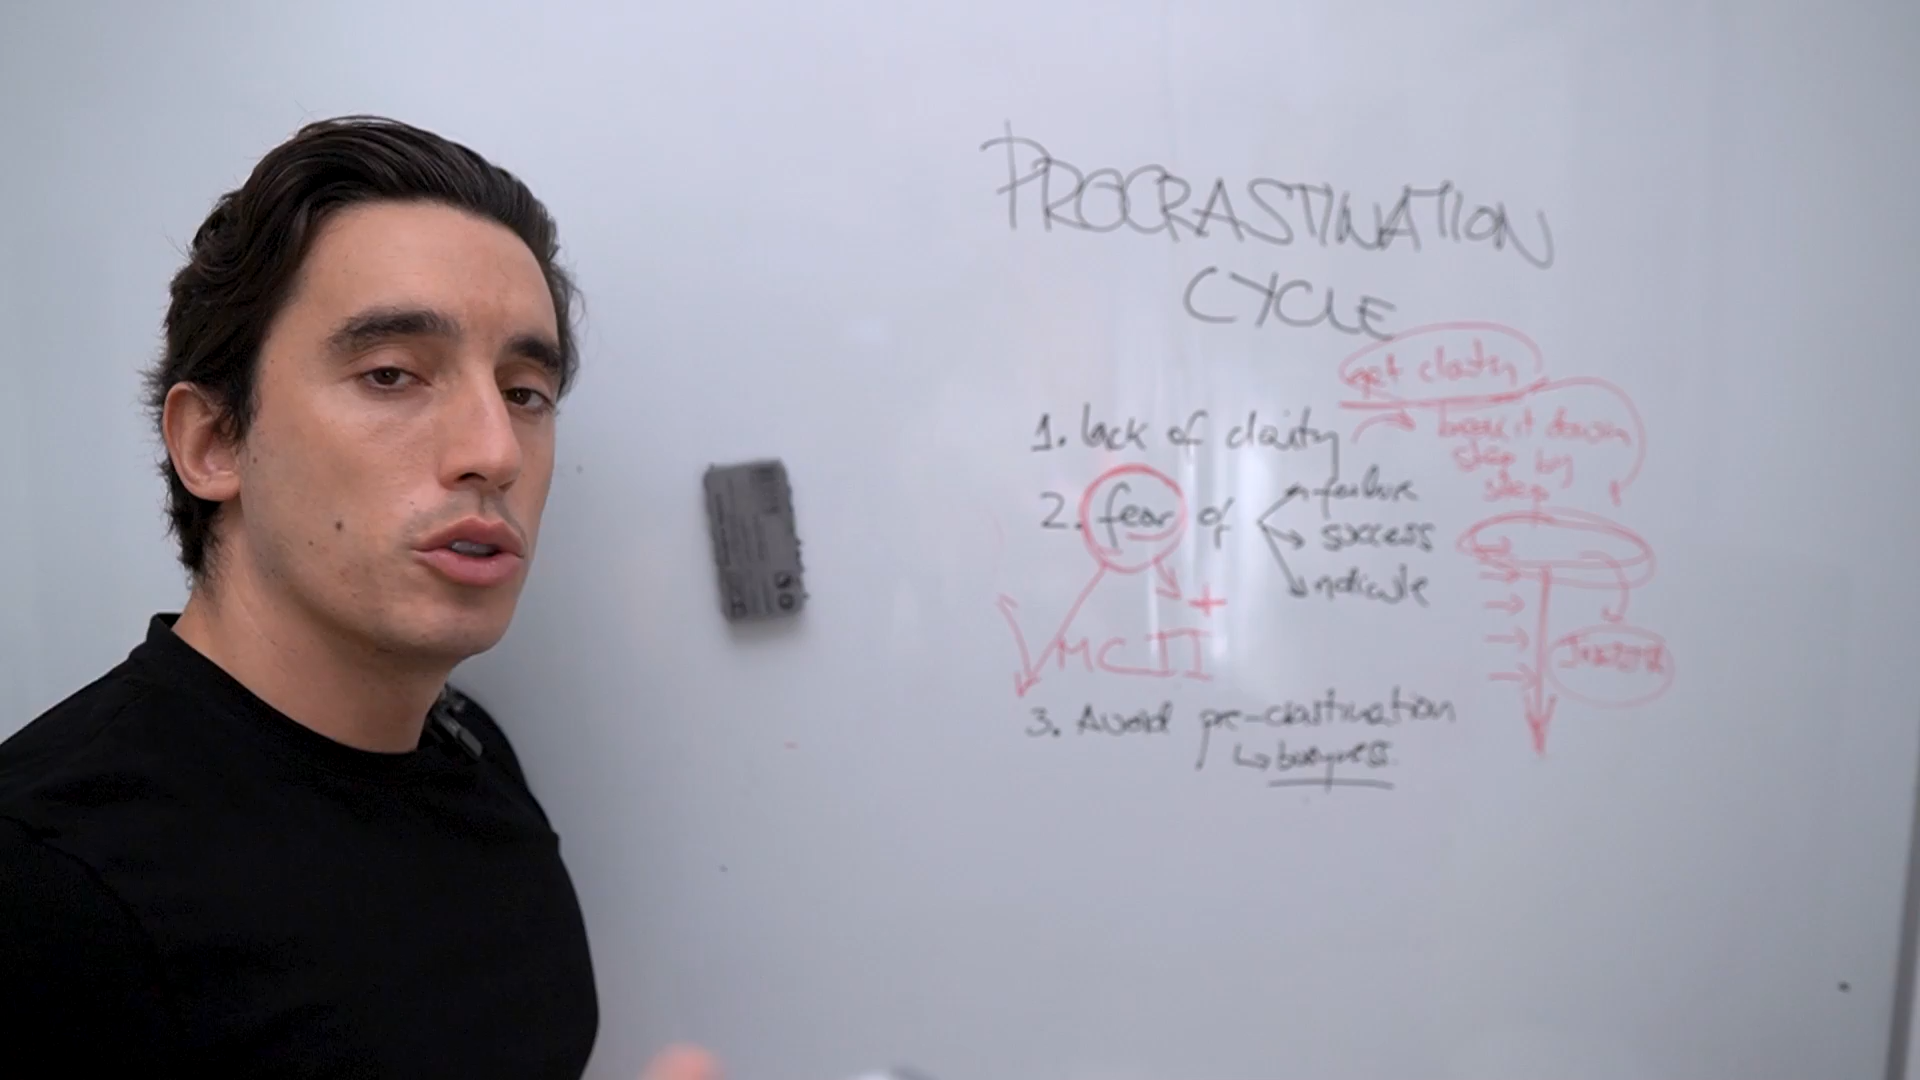 PROCRASTINATION
CYCLE
get clarity
1. lack of clarity
break it down
step by
step
2. fear of
failure
success
ridicule
+
MCII
3. Avoid pre-crastination
busyness